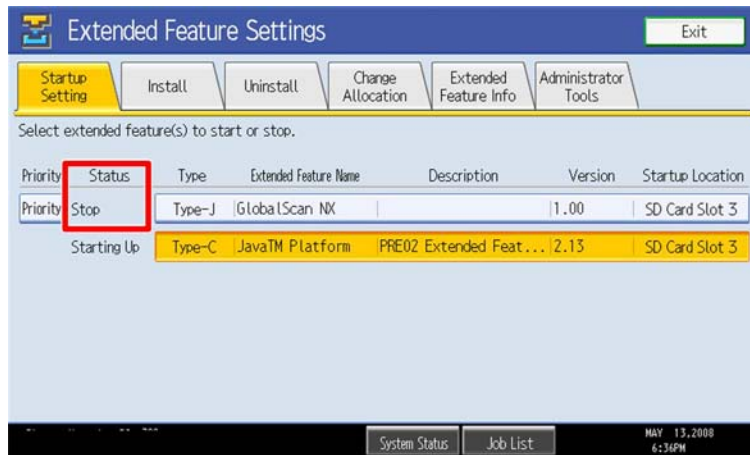 Extended Feature Settings
Exit
Startup Setting
Install
Uninstall
Change Allocation
Extended Feature Info
Administrator Tools
Select extended feature(s) to start or stop.
Priority Status Type Extended Feature Name Description Version Startup Location
Priority Stop Type-J GlobalScan NX 1.00 SD Card Slot 3
Starting Up Type-C JavaTM Platform PRE02 Extended Feat... 2.13 SD Card Slot 3
System Status
Job List
MAY 13,2008
6:36PM